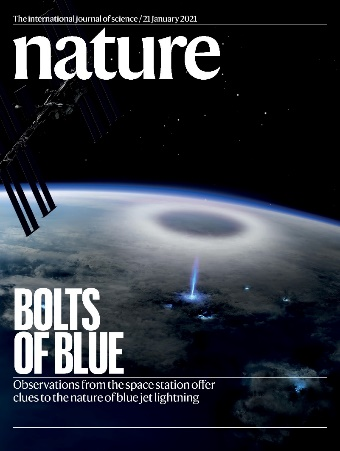 The international journal of science / 21 January 2021
nature
BOLTS
OF BLUE
Observations from the space station offer
clues to the nature of blue jet lightning